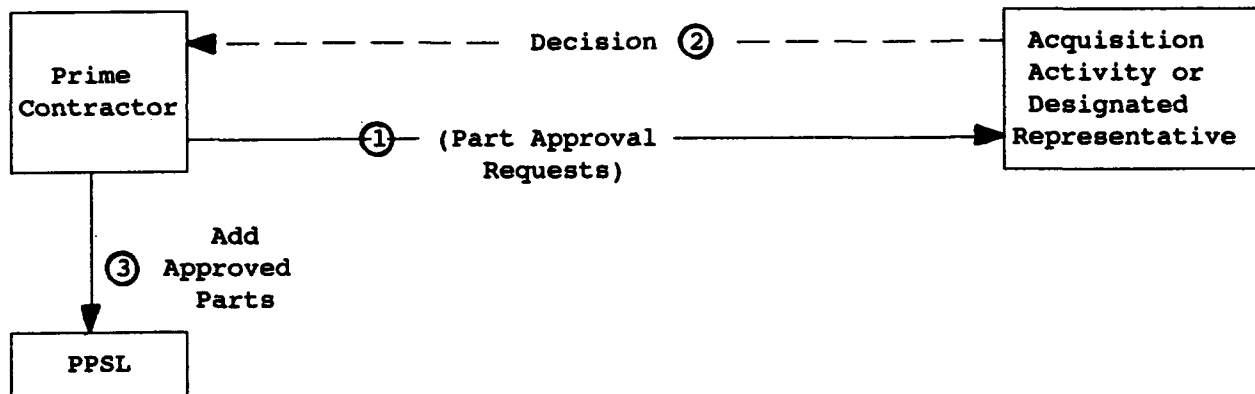 Prime
Contractor
Decision 2
Acquisition
Activity or
Designated
Representative
1 (Part Approval
Requests)
3 Add
Approved
Parts
PPSL